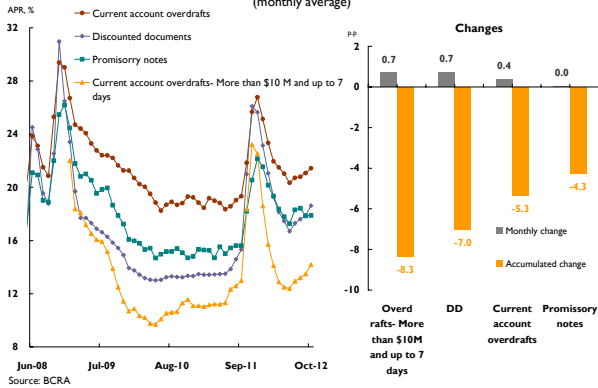 (monthly average)
APR, %
32
28
24
20
16
12
8
Current account overdrafts
Discounted documents
Promisorry notes
Current account overdrafts- More than $10 M and up to 7
days
Jun-08
Jul-09
Aug-10
Sep-11
Oct-12
Source: BCRA
Changes
P.P
2
0
-2
-4
-6
-8
-10
0.7
0.7
0.4
0.0
-8.3
-7.0
-5.3
-4.3
Monthly change
Accumulated change
Overd
rafts- More
than $10M
and up to 7
days
DD
Current
account
overdrafts
Promissory
notes